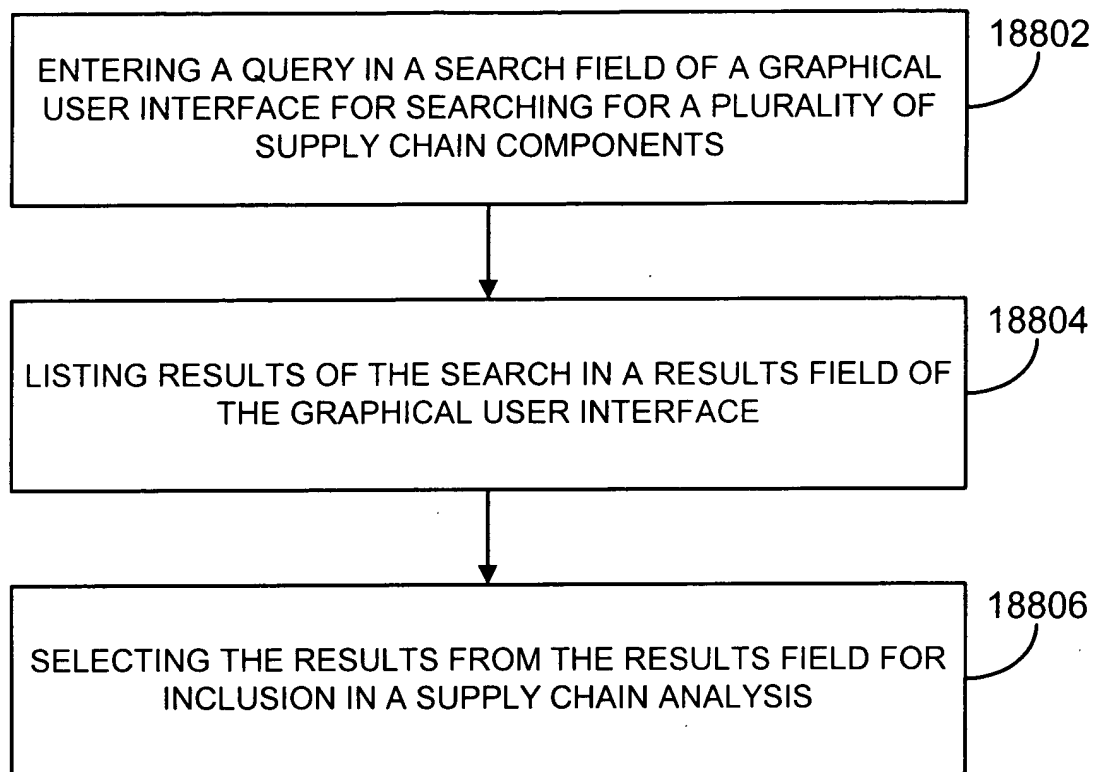 18802
ENTERING A QUERY IN A SEARCH FIELD OF A GRAPHICAL
USER INTERFACE FOR SEARCHING FOR A PLURALITY OF
SUPPLY CHAIN COMPONENTS
18804
LISTING RESULTS OF THE SEARCH IN A RESULTS FIELD OF
THE GRAPHICAL USER INTERFACE
18806
SELECTING THE RESULTS FROM THE RESULTS FIELD FOR
INCLUSION IN A SUPPLY CHAIN ANALYSIS